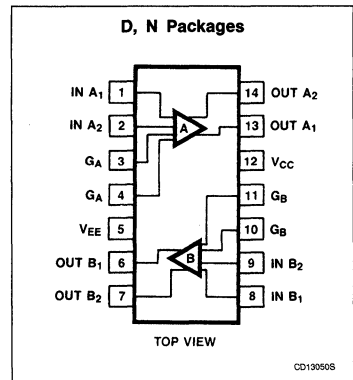 D, N Packages
IN A1 1 14 OUT A2
IN A2 2 A 13 OUT A1
GA 3 12 VCC
GA 4 11 GB
VEE 5 10 GB
OUT B1 6 B 9 IN B2
OUT B2 7 8 IN B1
TOP VIEW
CD13050S